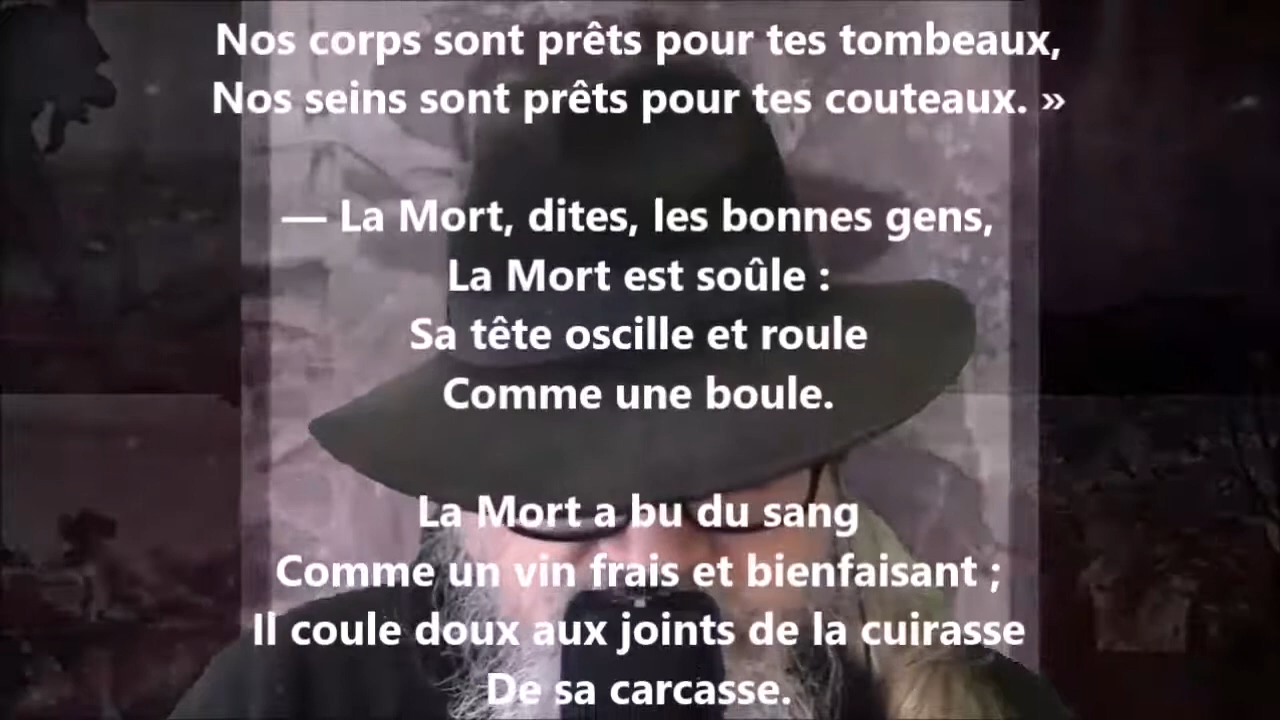 Nos corps sont prêts pour tes tombeaux,
Nos seins sont prêts pour tes couteaux. »
— La Mort, dites, les bonnes gens,
La Mort est soûle :
Sa tête oscille et roule
Comme une boule.
La Mort a bu du sang
Comme un vin frais et bienfaisant ;
Il coule doux aux joints de la cuirasse
De sa carcasse.